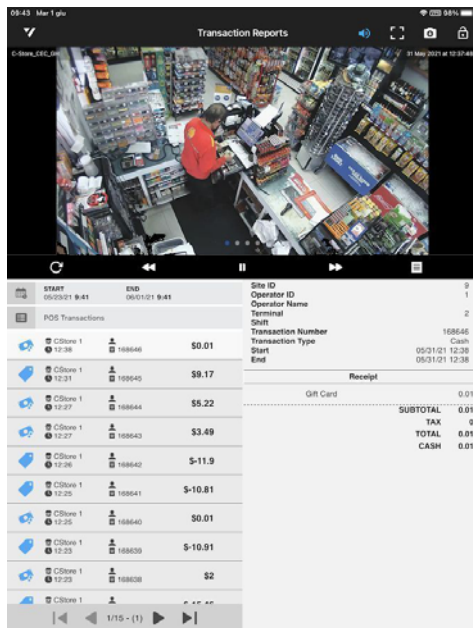 09:43 Mar 1 giu
98%
Transaction Reports
31 May 2021 at 12:37:48
START END
05/23/21 9:41 06/01/21 9:41
POS Transactions
CStore 1
12:38 168646 $0.01
CStore 1
12:31 168645 $9.17
CStore 1
12:27 168644 $5.22
CStore 1
12:27 168643 $3.49
CStore 1
12:26 168642 $-11.9
CStore 1
12:25 168641 $-10.81
CStore 1
12:25 168640 $0.01
CStore 1
12:23 168639 $-10.91
CStore 1
12:23 168638 $2
CStore 1
1/15 - (1)
Site ID 9
Operator ID 1
Operator Name
Terminal 2
Shift
Transaction Number 168646
Transaction Type Cash
Start 05/31/21 12:38
End 05/31/21 12:38
Receipt
Gift Card 0.01
SUBTOTAL 0.01
TAX 0
TOTAL 0.01
CASH 0.01